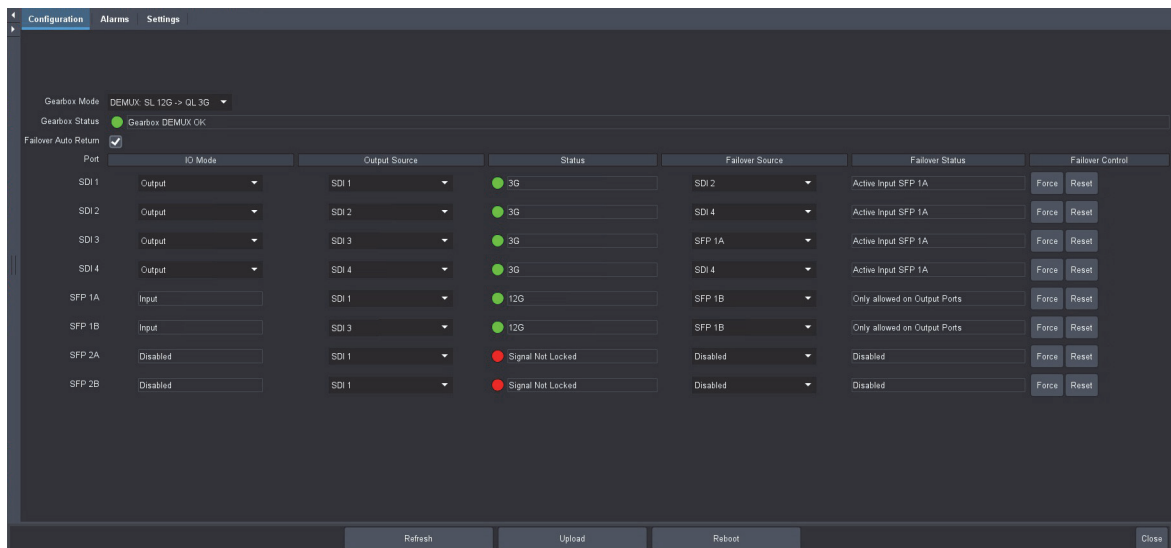 Configuration Alarms Settings
Gearbox Mode DEMUX: SL 12G -> QL 3G
Gearbox Status Gearbox DEMUX OK
Failover Auto Return
Port IO Mode Output Source Status Failover Source Failover Status Failover Control
SDI 1 Output SDI 1 3G SDI 2 Active Input SFP 1A Force Reset
SDI 2 Output SDI 2 3G SDI 4 Active Input SFP 1A Force Reset
SDI 3 Output SDI 3 3G SFP 1A Active Input SFP 1A Force Reset
SDI 4 Output SDI 4 3G SDI 4 Active Input SFP 1A Force Reset
SFP 1A Input SDI 1 12G SFP 1B Only allowed on Output Ports Force Reset
SFP 1B Input SDI 3 12G SFP 1B Only allowed on Output Ports Force Reset
SFP 2A Disabled SDI 1 Signal Not Locked Disabled Disabled Force Reset
SFP 2B Disabled SDI 1 Signal Not Locked Disabled Disabled Force Reset
Refresh Upload Reboot Close